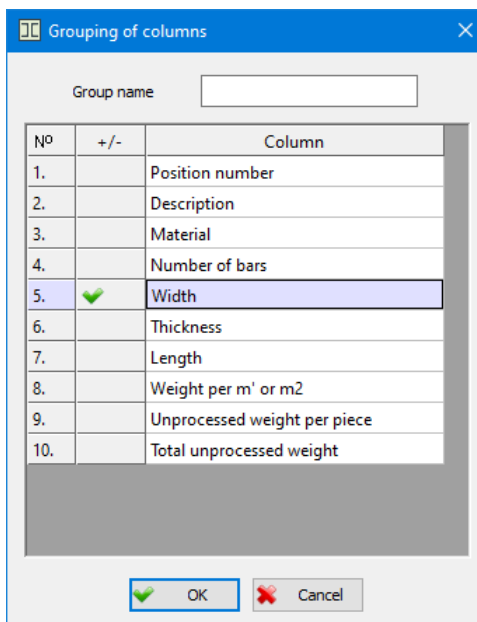 Grouping of columns
Group name
Nº +/- Column
1. Position number
2. Description
3. Material
4. Number of bars
5. Width
6. Thickness
7. Length
8. Weight per m' or m2
9. Unprocessed weight per piece
10. Total unprocessed weight
OK Cancel